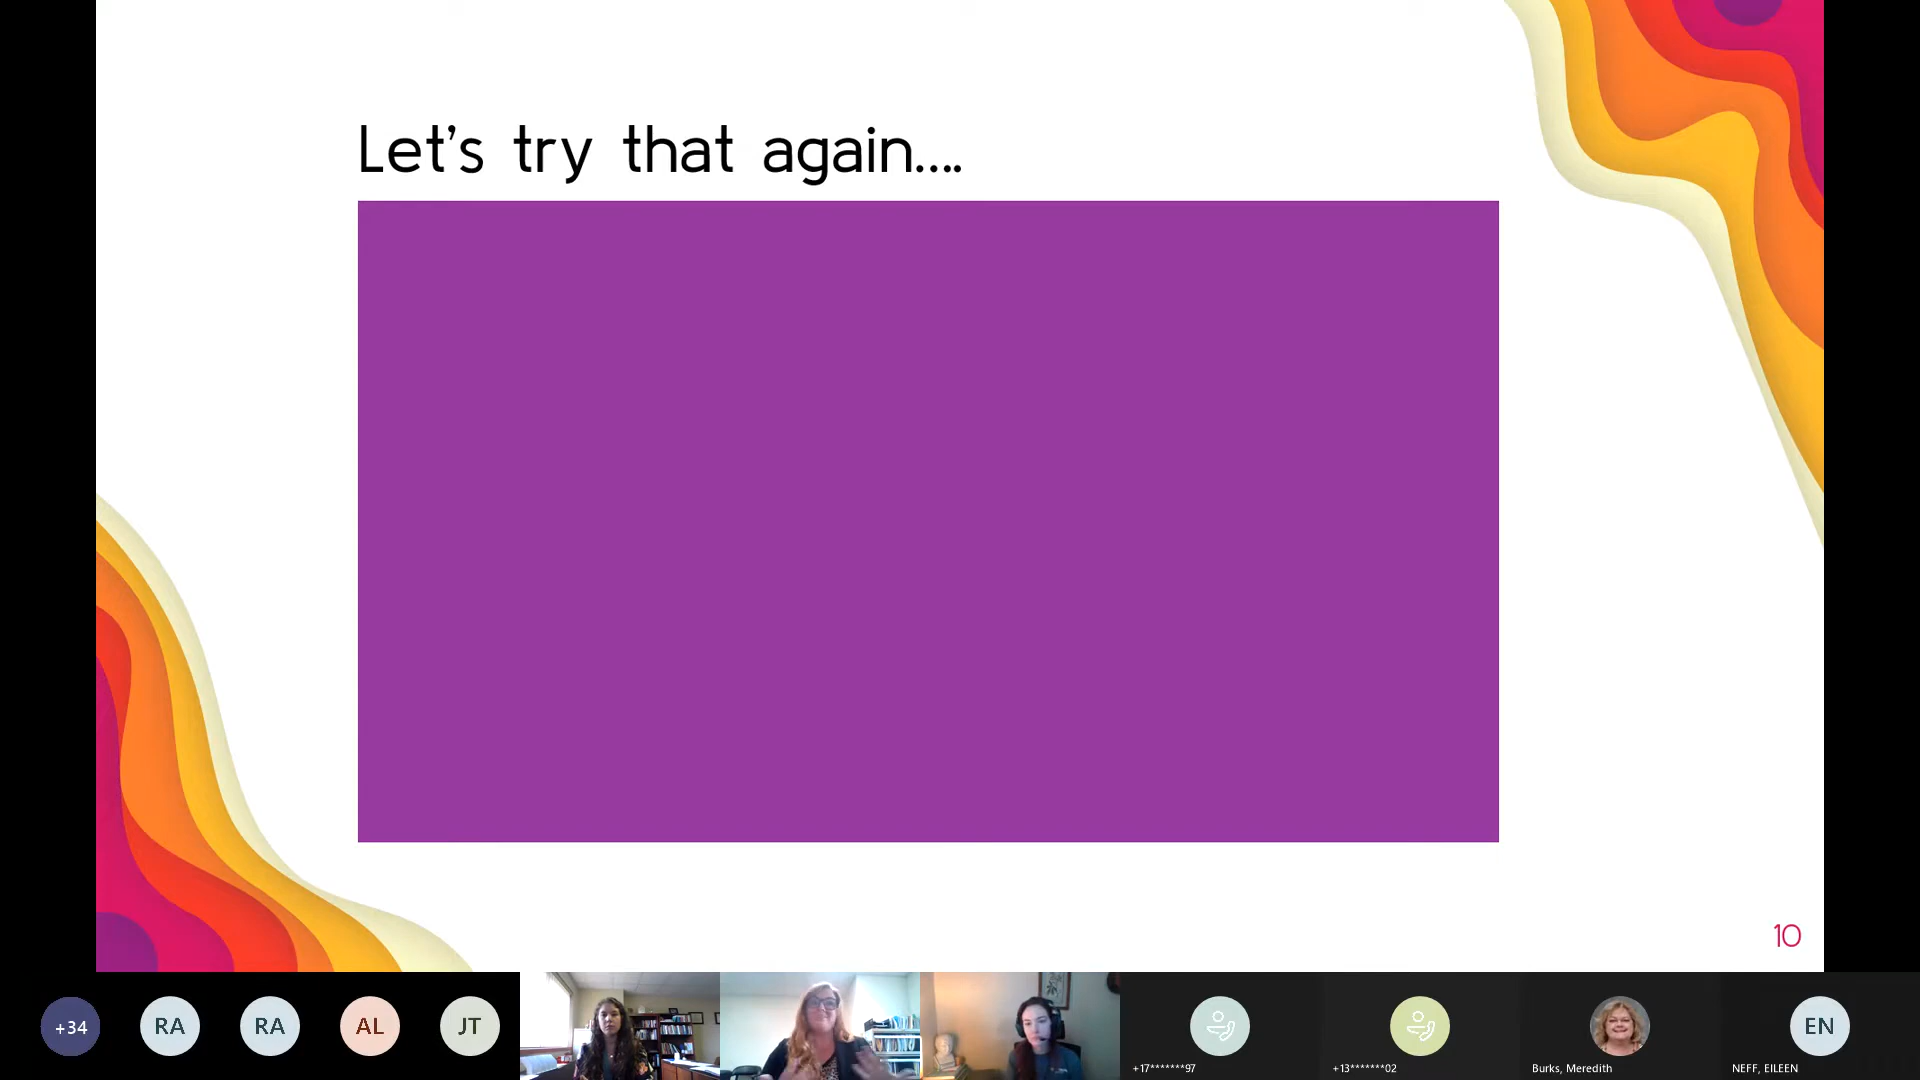 Let's try that again....
10
+34
RA
RA
AL
JT
+17*******97
+13*******02
Burks, Meredith
EN
NEFF, EILEEN